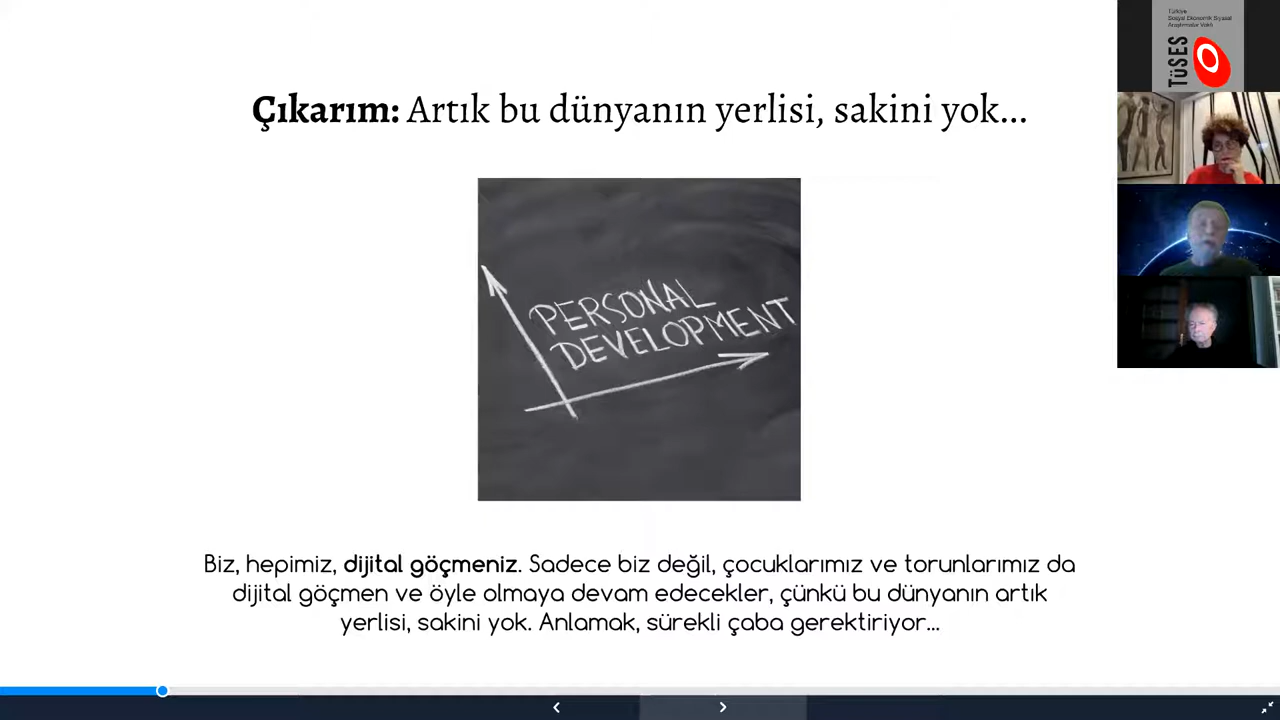 Çıkarım: Artık bu dünyanın yerlisi, sakini yok...
PERSONAL
DEVELOPMENT
Biz, hepimiz, dijital göçmeniz. Sadece biz değil, çocuklarımız ve torunlarımız da
dijital göçmen ve öyle olmaya devam edecekler, çünkü bu dünyanın artık
yerlisi, sakini yok. Anlamak, sürekli çaba gerektiriyor...
Türkiye
Sosyal Ekonomik Siyasal
Araştırmalar Vakfı
TÜSES